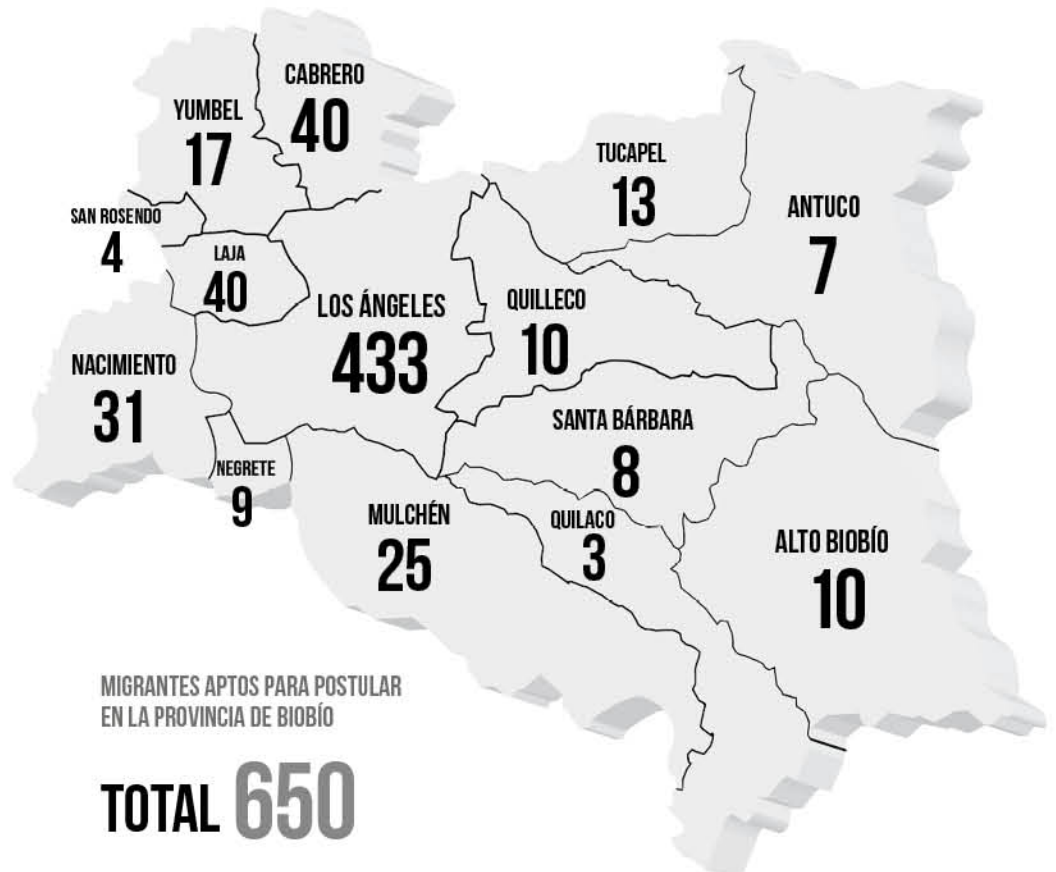 CABRERO
40
YUMBEL
17
TUCAPEL
13
ANTUCO
7
SAN ROSENDO
4
LAJA
40
LOS ÁNGELES
433
QUILLECO
10
NACIMIENTO
31
SANTA BÁRBARA
8
NEGRETE
9
MULCHÉN
25
QUILACO
3
ALTO BIOBÍO
10
MIGRANTES APTOS PARA POSTULAR
EN LA PROVINCIA DE BIOBÍO
TOTAL 650